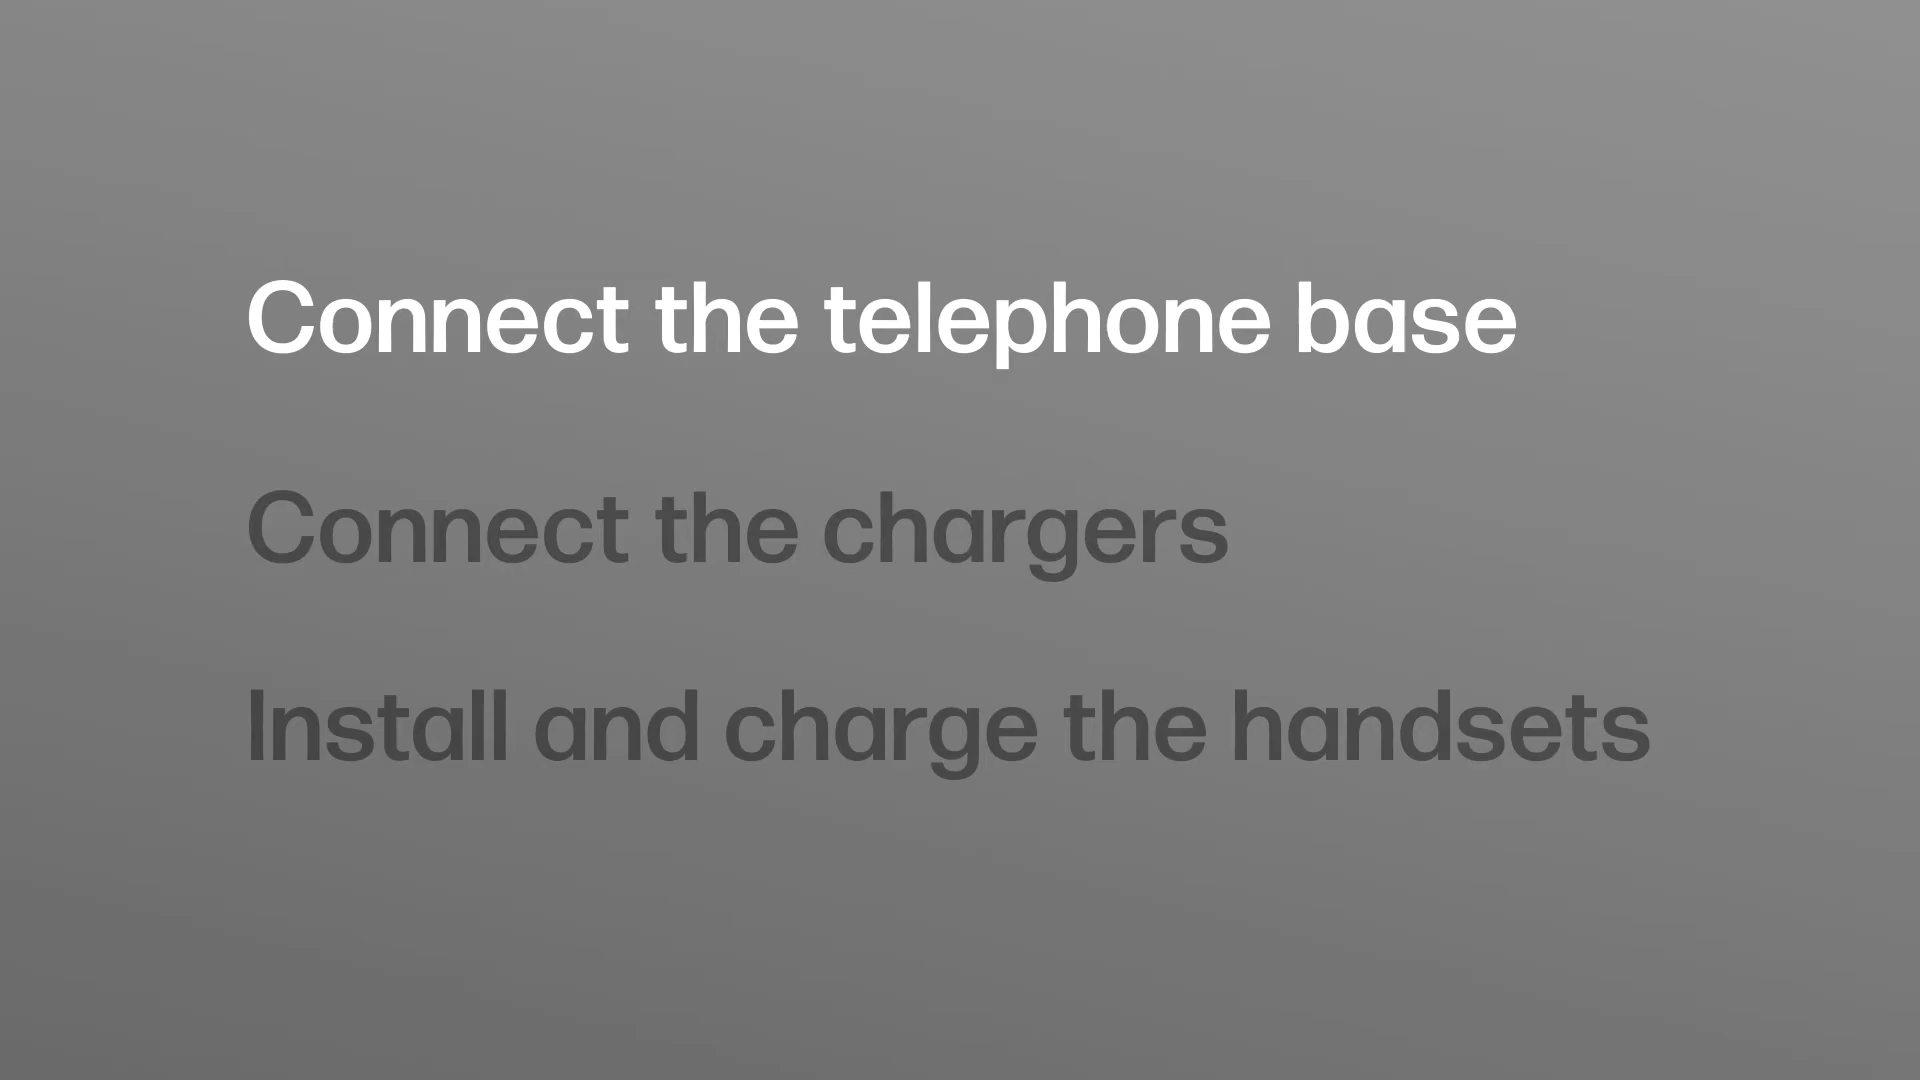 Connect the telephone base
Connect the chargers
Install and charge the handsets